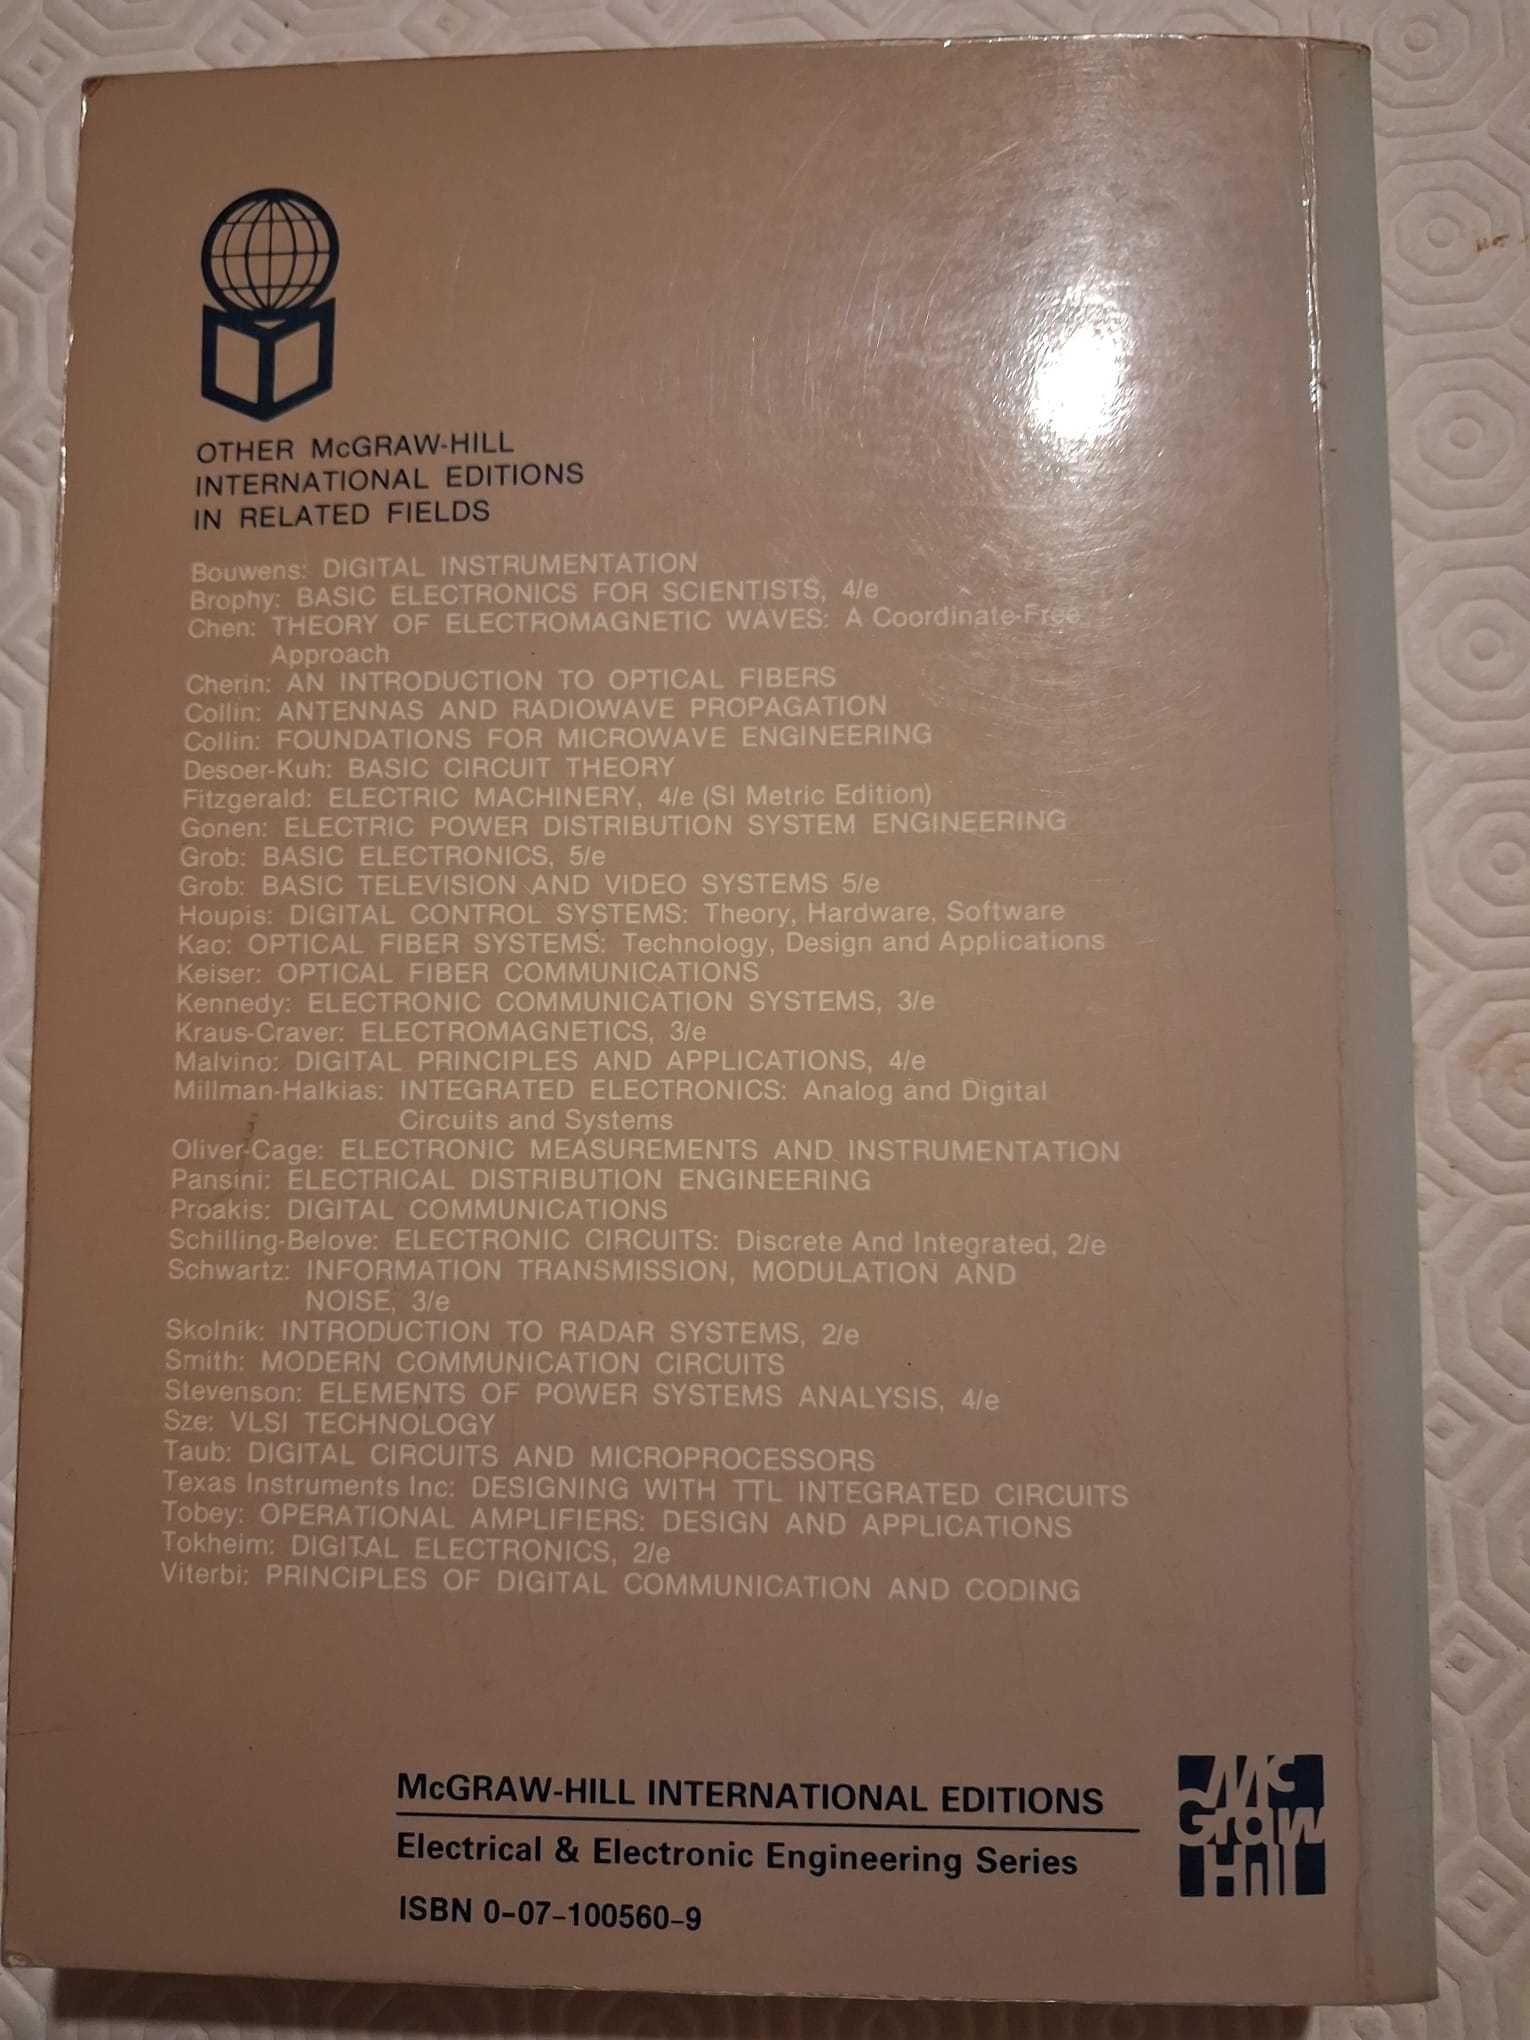 OTHER McGRAW-HILL
INTERNATIONAL EDITIONS
IN RELATED FIELDS
Bouwens: DIGITAL INSTRUMENTATION
Brophy: BASIC ELECTRONICS FOR SCIENTISTS, 4/e
Chen: THEORY OF ELECTROMAGNETIC WAVES: A Coordinate-Free
Approach
Cherin: AN INTRODUCTION TO OPTICAL FIBERS
Collin: ANTENNAS AND RADIOWAVE PROPAGATION
Collin: FOUNDATIONS FOR MICROWAVE ENGINEERING
Desoer-Kuh: BASIC CIRCUIT THEORY
Fitzgerald: ELECTRIC MACHINERY, 4/e (SI Metric Edition)
Gonen: ELECTRIC POWER DISTRIBUTION SYSTEM ENGINEERING
Grob: BASIC ELECTRONICS, 5/e
Grob: BASIC TELEVISION AND VIDEO SYSTEMS 5/e
Houpis: DIGITAL CONTROL SYSTEMS: Theory, Hardware, Software
Kao: OPTICAL FIBER SYSTEMS: Technology, Design and Applications
Keiser: OPTICAL FIBER COMMUNICATIONS
Kennedy: ELECTRONIC COMMUNICATION SYSTEMS, 3/e
Kraus-Craver: ELECTROMAGNETICS, 3/e
Malvino: DIGITAL PRINCIPLES AND APPLICATIONS, 4/e
Millman-Halkias: INTEGRATED ELECTRONICS: Analog and Digital
Circuits and Systems
Oliver-Cage: ELECTRONIC MEASUREMENTS AND INSTRUMENTATION
Pansini: ELECTRICAL DISTRIBUTION ENGINEERING
Proakis: DIGITAL COMMUNICATIONS
Schilling-Belove: ELECTRONIC CIRCUITS: Discrete And Integrated, 2/e
Schwartz: INFORMATION TRANSMISSION, MODULATION AND
NOISE, 3/e
Skolnik: INTRODUCTION TO RADAR SYSTEMS, 2/e
Smith: MODERN COMMUNICATION CIRCUITS
Stevenson: ELEMENTS OF POWER SYSTEMS ANALYSIS, 4/e
Sze: VLSI TECHNOLOGY
Taub: DIGITAL CIRCUITS AND MICROPROCESSORS
Texas Instruments Inc: DESIGNING WITH TTL INTEGRATED CIRCUITS
Tobey: OPERATIONAL AMPLIFIERS: DESIGN AND APPLICATIONS
Tokheim: DIGITAL ELECTRONICS, 2/e
Viterbi: PRINCIPLES OF DIGITAL COMMUNICATION AND CODING
McGRAW-HILL INTERNATIONAL EDITIONS
Electrical & Electronic Engineering Series
ISBN 0-07-100560-9
Mc
Graw
Hill